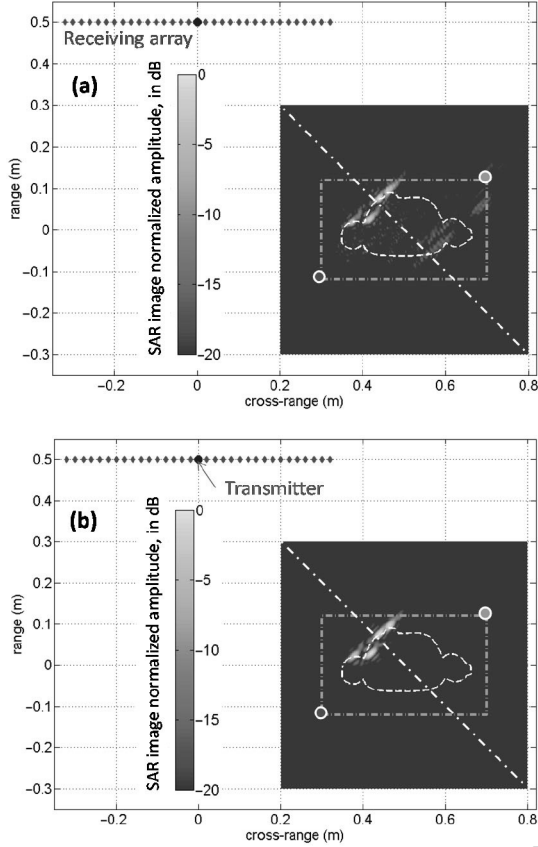 0.5
Receiving array
0.4
(a)
0
0.3
−5
0.2
0.1
−10
0
−0.1
−15
−0.2
−0.3
−20
range (m)
SAR image normalized amplitude, in dB
−0.2 0 0.2 0.4 0.6 0.8
cross-range (m)
0.5
Transmitter
0.4
(b)
0
0.3
−5
0.2
0.1
−10
0
−0.1
−15
−0.2
−0.3
−20
range (m)
SAR image normalized amplitude, in dB
−0.2 0 0.2 0.4 0.6 0.8
cross-range (m)